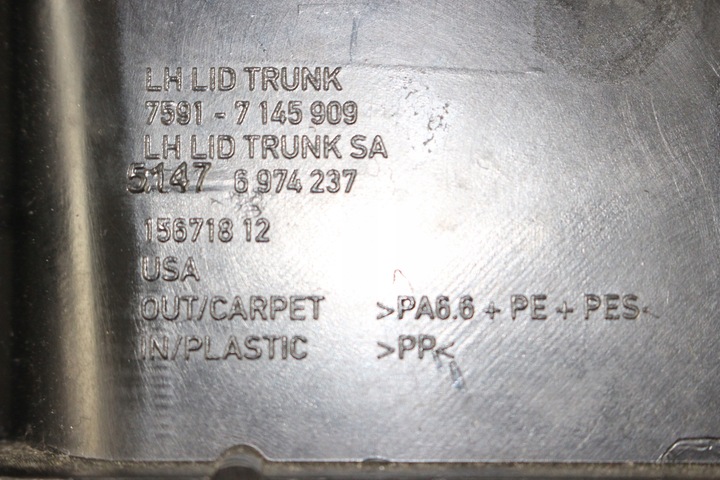 LH LID TRUNK
7591 - 7 145 909
LH LID TRUNK SA
5147 6 974 237
156718 12
USA
OUT/CARPET >PA6.6 + PE + PES<
IN/PLASTIC >PP<